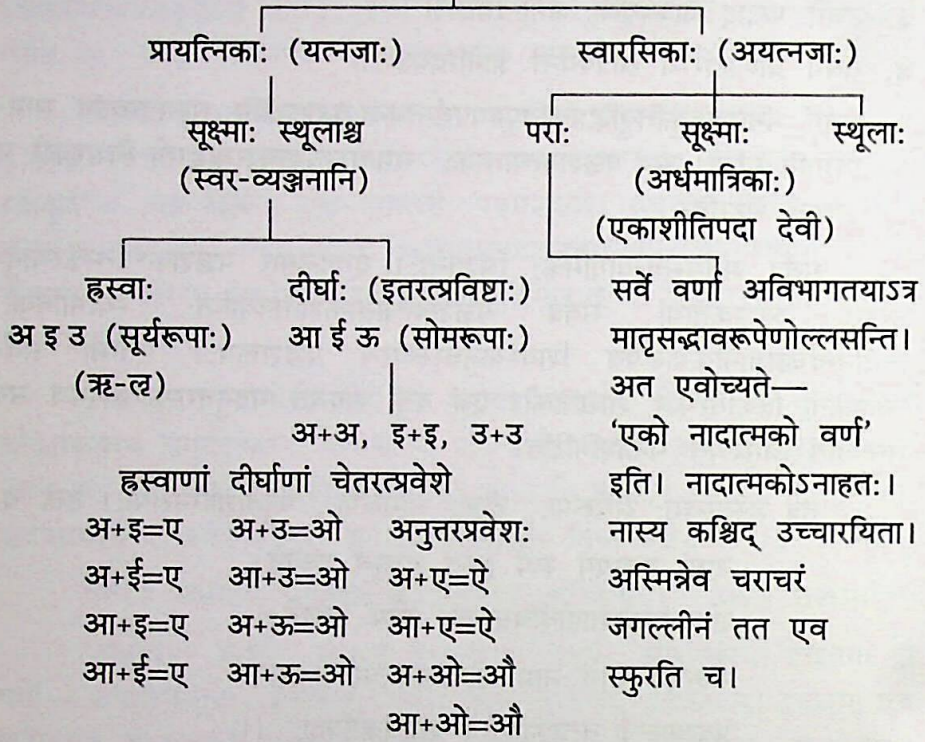 प्रायत्निकाः (यत्नजाः)
स्वारसिकाः (अयत्नजाः)
सूक्ष्माः स्थूलाश्च
(स्वर-व्यञ्जनानि)
पराः सूक्ष्माः स्थूलाः
(अर्धमात्रिकाः)
(एकाशीतिपदा देवी)
ह्रस्वाः
अ इ उ (सूर्यरूपाः)
(ऋ-लृ)
दीर्घाः (इतरत्प्रविष्टाः)
आ ई ऊ (सोमरूपाः)
अ+अ, इ+इ, उ+उ
ह्रस्वाणां दीर्घाणां चेतरत्प्रवेशे
अ+इ=ए अ+उ=ओ अनुत्तरप्रवेशः
अ+ई=ए आ+उ=ओ अ+ए=ऐ
आ+इ=ए अ+ऊ=ओ आ+ए=ऐ
आ+ई=ए आ+ऊ=ओ अ+ओ=औ
आ+ओ=औ
सर्वे वर्णा अविभागतयाऽत्र
मातृसद्भावरूपेणोल्लसन्ति।
अत एवोच्यते—
‘एको नादात्मको वर्ण’
इति। नादात्मकोऽनाहतः।
नास्य कश्चिद् उच्चारयिता।
अस्मिन्नेव चराचरं
जगल्लीनं तत एव
स्फुरति च।